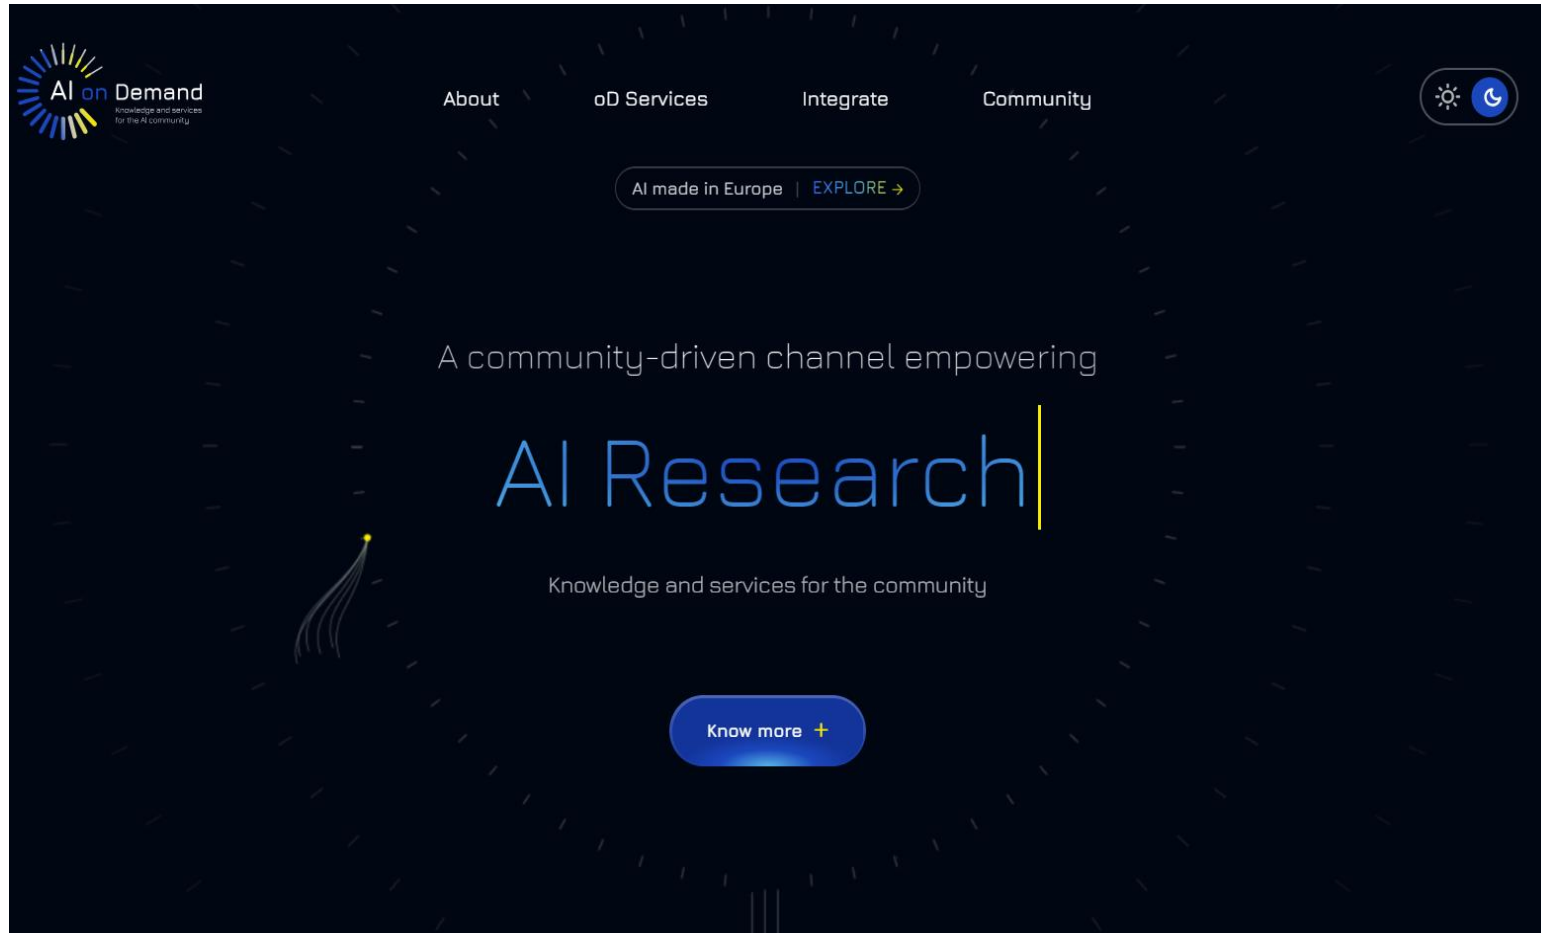 AI on Demand
Knowledge and services
for the AI community
About
oD Services
Integrate
Community
AI made in Europe | EXPLORE →
A community-driven channel empowering
AI Research
Knowledge and services for the community
Know more +